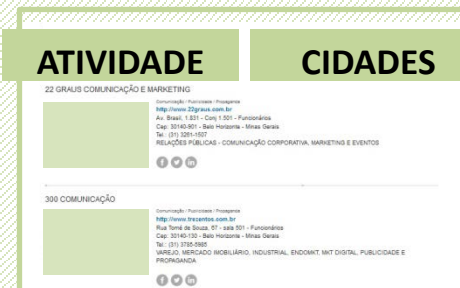 ATIVIDADE
CIDADES
22 GRAUS COMUNICAÇÃO E MARKETING
Comunicação / Publicidade / Propaganda
http://www.22graus.com.br
Av. Brasil, 1.831 - Conj 1.501 - Funcionários
Cep: 30140-901 - Belo Horizonte - Minas Gerais
Tel.: (31) 3261-1507
RELAÇÕES PÚBLICAS - COMUNICAÇÃO CORPORATIVA, MARKETING E EVENTOS
300 COMUNICAÇÃO
Comunicação / Publicidade / Propaganda
http://www.trezentos.com.br
Rua Tomé de Souza, 67 - sala 501 - Funcionários
Cep: 30140-130 - Belo Horizonte - Minas Gerais
Tel.: (31) 3785-5985
VAREJO, MERCADO IMOBILIÁRIO, INDUSTRIAL, ENDOMKT, MKT DIGITAL, PUBLICIDADE E
PROPAGANDA